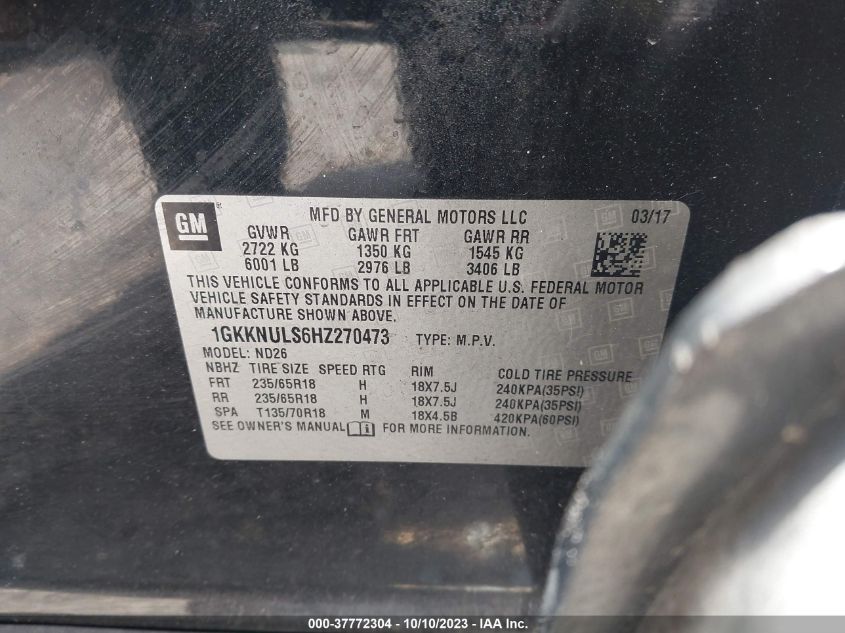 GM
MFD BY GENERAL MOTORS LLC 03/17
GVWR GAWR FRT GAWR RR
2722 KG 1350 KG 1545 KG
6001 LB 2976 LB 3406 LB
THIS VEHICLE CONFORMS TO ALL APPLICABLE U.S. FEDERAL MOTOR
VEHICLE SAFETY STANDARDS IN EFFECT ON THE DATE OF
MANUFACTURE SHOWN ABOVE.
1GKKNULS6HZ270473 TYPE: M.P.V.
MODEL: ND26
NBHZ TIRE SIZE SPEED RTG RIM COLD TIRE PRESSURE
FRT 235/65R18 H 18X7.5J 240KPA(35PSI)
RR 235/65R18 H 18X7.5J 240KPA(35PSI)
SPA T135/70R18 M 18X4.5B 420KPA(60PSI)
SEE OWNER'S MANUAL FOR MORE INFORMATION.
000-37772304 - 10/10/2023 - IAA Inc.